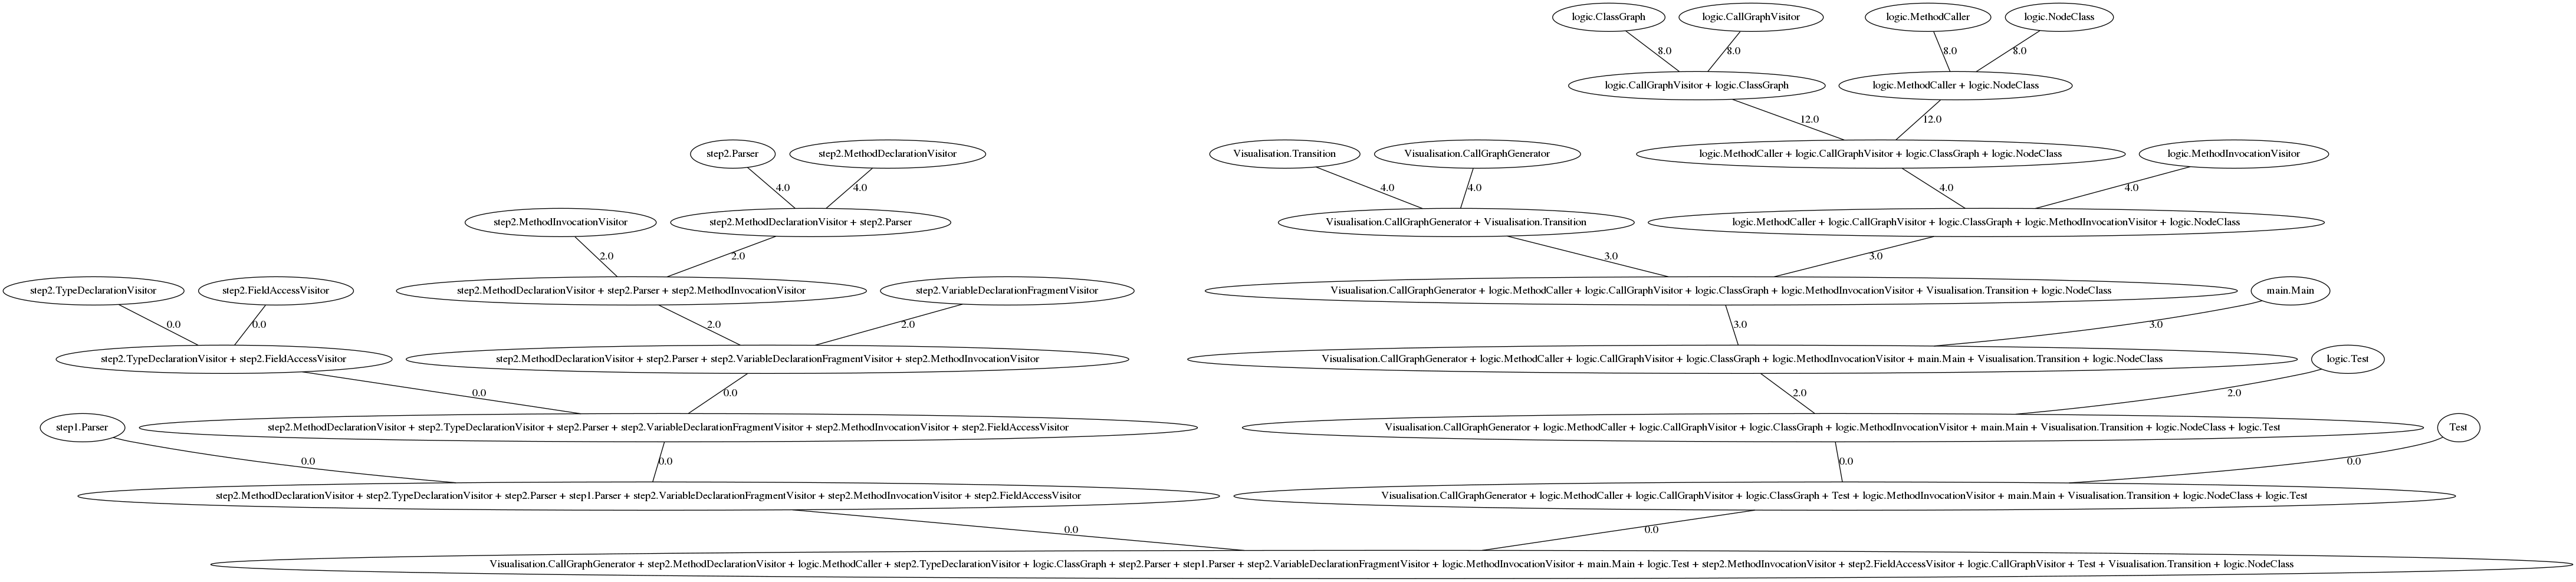 logic.ClassGraph
logic.CallGraphVisitor
logic.MethodCaller
logic.NodeClass
8.0
8.0
8.0
8.0
logic.CallGraphVisitor + logic.ClassGraph
logic.MethodCaller + logic.NodeClass
12.0
12.0
step2.Parser
step2.MethodDeclarationVisitor
Visualisation.Transition
Visualisation.CallGraphGenerator
logic.MethodCaller + logic.CallGraphVisitor + logic.ClassGraph + logic.NodeClass
logic.MethodInvocationVisitor
4.0
4.0
4.0
4.0
4.0
4.0
step2.MethodInvocationVisitor
step2.MethodDeclarationVisitor + step2.Parser
Visualisation.CallGraphGenerator + Visualisation.Transition
logic.MethodCaller + logic.CallGraphVisitor + logic.ClassGraph + logic.MethodInvocationVisitor + logic.NodeClass
2.0
2.0
3.0
3.0
step2.TypeDeclarationVisitor
step2.FieldAccessVisitor
step2.MethodDeclarationVisitor + step2.Parser + step2.MethodInvocationVisitor
step2.VariableDeclarationFragmentVisitor
Visualisation.CallGraphGenerator + logic.MethodCaller + logic.CallGraphVisitor + logic.ClassGraph + logic.MethodInvocationVisitor + Visualisation.Transition + logic.NodeClass
main.Main
0.0
0.0
2.0
2.0
3.0
3.0
step2.TypeDeclarationVisitor + step2.FieldAccessVisitor
step2.MethodDeclarationVisitor + step2.Parser + step2.VariableDeclarationFragmentVisitor + step2.MethodInvocationVisitor
Visualisation.CallGraphGenerator + logic.MethodCaller + logic.CallGraphVisitor + logic.ClassGraph + logic.MethodInvocationVisitor + main.Main + Visualisation.Transition + logic.NodeClass
logic.Test
0.0
0.0
2.0
2.0
step1.Parser
step2.MethodDeclarationVisitor + step2.TypeDeclarationVisitor + step2.Parser + step2.VariableDeclarationFragmentVisitor + step2.MethodInvocationVisitor + step2.FieldAccessVisitor
Visualisation.CallGraphGenerator + logic.MethodCaller + logic.CallGraphVisitor + logic.ClassGraph + logic.MethodInvocationVisitor + main.Main + Visualisation.Transition + logic.NodeClass + logic.Test
Test
0.0
0.0
0.0
0.0
step2.MethodDeclarationVisitor + step2.TypeDeclarationVisitor + step2.Parser + step1.Parser + step2.VariableDeclarationFragmentVisitor + step2.MethodInvocationVisitor + step2.FieldAccessVisitor
Visualisation.CallGraphGenerator + logic.MethodCaller + logic.CallGraphVisitor + logic.ClassGraph + Test + logic.MethodInvocationVisitor + main.Main + Visualisation.Transition + logic.NodeClass + logic.Test
0.0
0.0
Visualisation.CallGraphGenerator + step2.MethodDeclarationVisitor + logic.MethodCaller + step2.TypeDeclarationVisitor + logic.ClassGraph + step2.Parser + step1.Parser + step2.VariableDeclarationFragmentVisitor + logic.MethodInvocationVisitor + main.Main + logic.Test + step2.MethodInvocationVisitor + step2.FieldAccessVisitor + logic.CallGraphVisitor + Test + Visualisation.Transition + logic.NodeClass